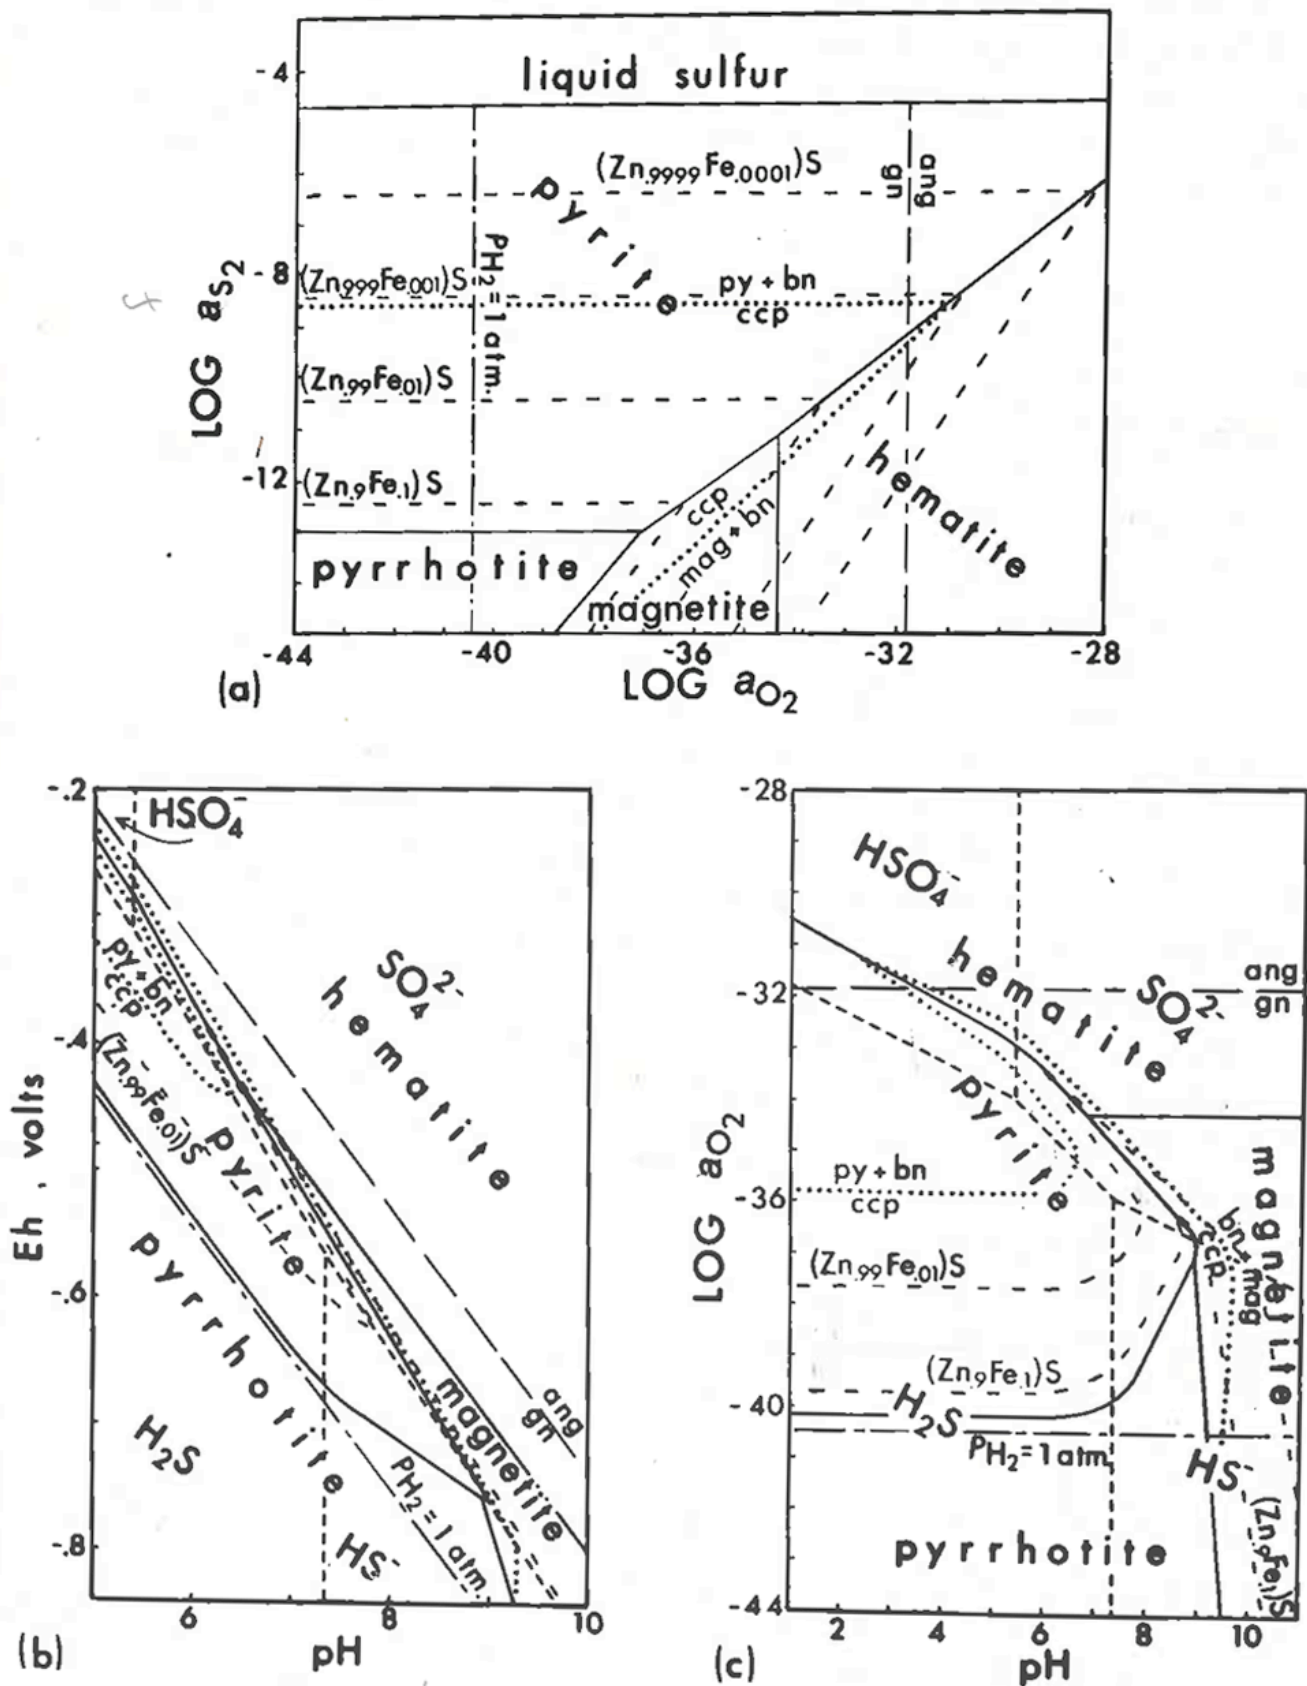 liquid sulfur
-4
(Zn.9999Fe.0001)S
pyrite
ang
gn
PH2=1 atm.
-8
(Zn.999Fe.001)S
py + bn
ccp
LOG aS2
(Zn.99Fe.01)S
-12
(Zn.9Fe.1)S
hematite
ccp
mag+bn
pyrrhotite
magnetite
-44
-40
-36
-32
-28
LOG aO2
(a)
-.2
HSO4-
SO42-
hematite
py+bn
ccp
-.4
(Zn.99Fe.01)S
pyrite
Eh, volts
pyrrhotite
-.6
ang
gn
magnetite
H2S
PH2=1 atm.
HS-
-.8
6
8
10
pH
(b)
-28
HSO4-
hematite
ang
gn
-32
SO42-
pyrite
LOG aO2
py+bn
ccp
-36
magnetite
bn+mag
ccp
(Zn.99Fe.01)S
(Zn.9Fe.1)S
-40
H2S
PH2=1 atm.
HS-
(Zn.9Fe.1)S
pyrrhotite
-44
2
4
6
8
10
pH
(c)